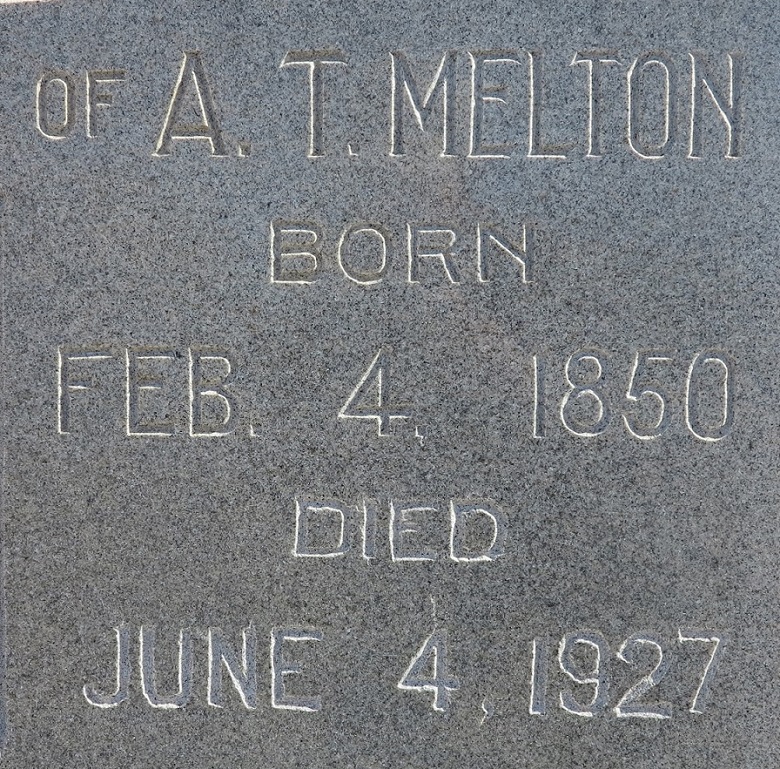 OF A. T. MELTON
BORN
FEB. 4, 1850
DIED
JUNE 4, 1927